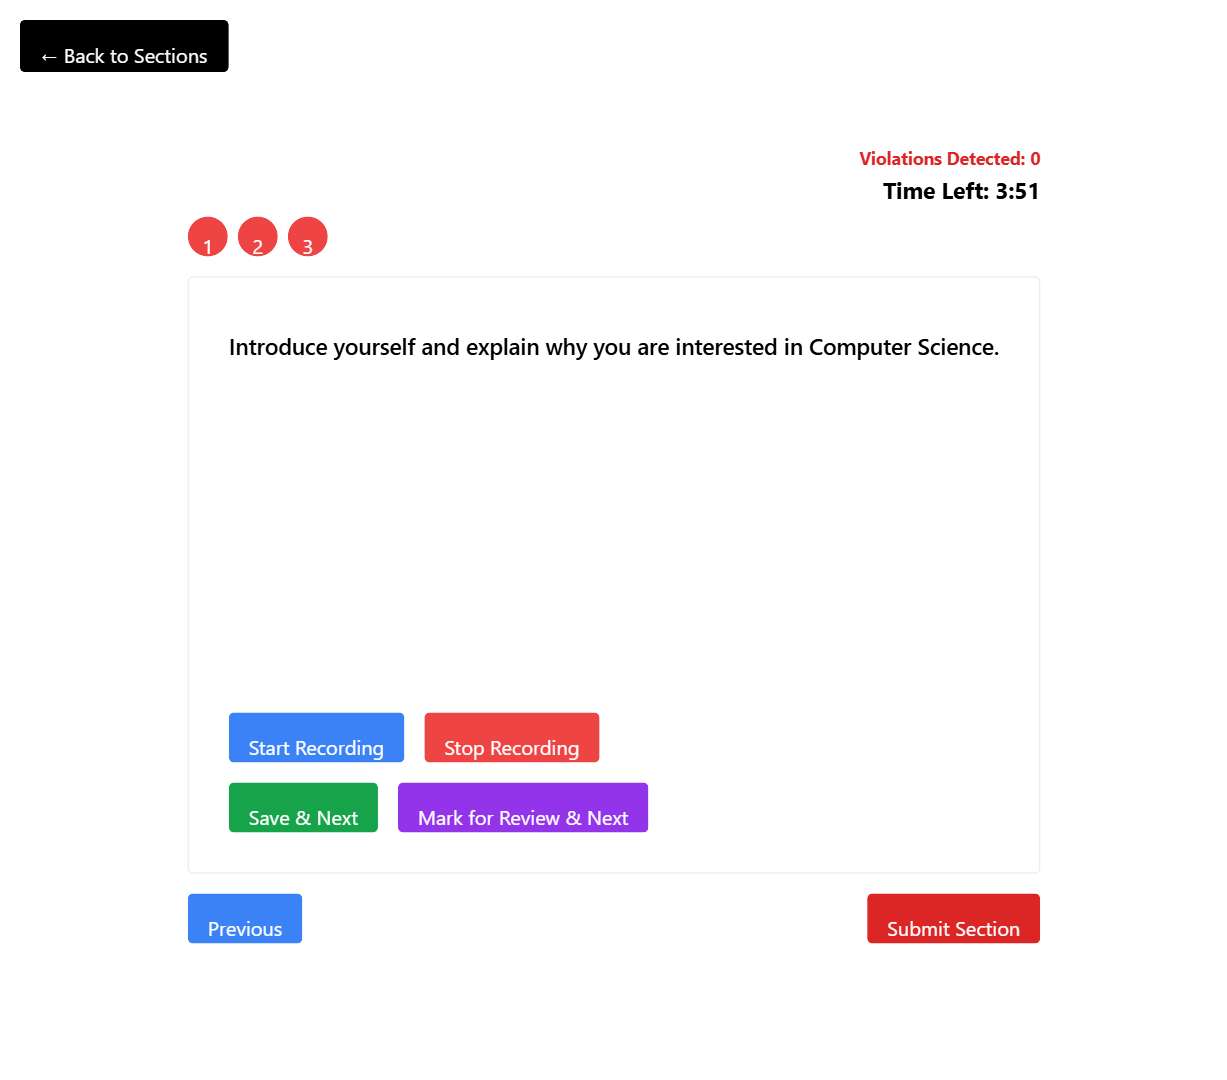 ← Back to Sections
Violations Detected: 0
Time Left: 3:51
1 2 3
Introduce yourself and explain why you are interested in Computer Science.
Start Recording Stop Recording
Save & Next Mark for Review & Next
Previous Submit Section